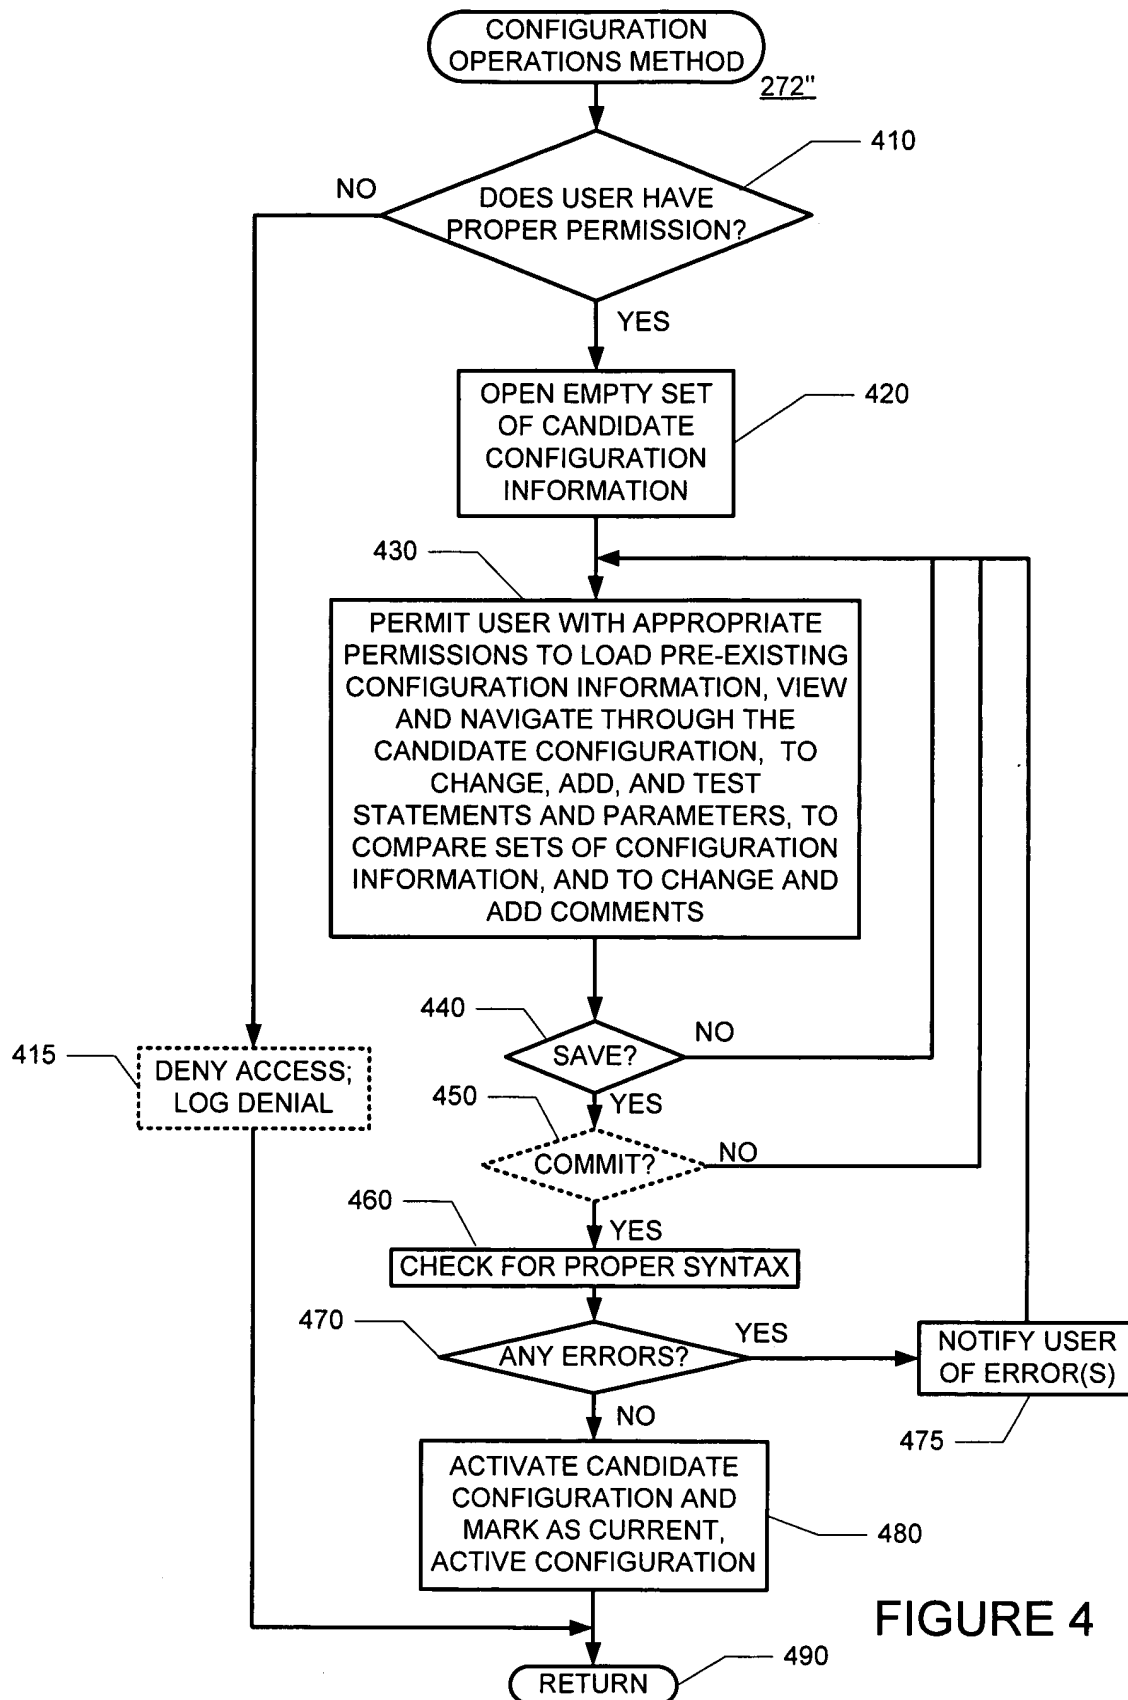 CONFIGURATION
OPERATIONS METHOD
272"
410
NO
DOES USER HAVE
PROPER PERMISSION?
YES
OPEN EMPTY SET
OF CANDIDATE
CONFIGURATION
INFORMATION
420
430
PERMIT USER WITH APPROPRIATE
PERMISSIONS TO LOAD PRE-EXISTING
CONFIGURATION INFORMATION, VIEW
AND NAVIGATE THROUGH THE
CANDIDATE CONFIGURATION, TO
CHANGE, ADD, AND TEST
STATEMENTS AND PARAMETERS, TO
COMPARE SETS OF CONFIGURATION
INFORMATION, AND TO CHANGE AND
ADD COMMENTS
440
NO
SAVE?
415
DENY ACCESS;
LOG DENIAL
YES
450
COMMIT?
NO
460
YES
CHECK FOR PROPER SYNTAX
470
YES
ANY ERRORS?
NOTIFY USER
OF ERROR(S)
NO
475
ACTIVATE CANDIDATE
CONFIGURATION AND
MARK AS CURRENT,
ACTIVE CONFIGURATION
480
FIGURE 4
490
RETURN